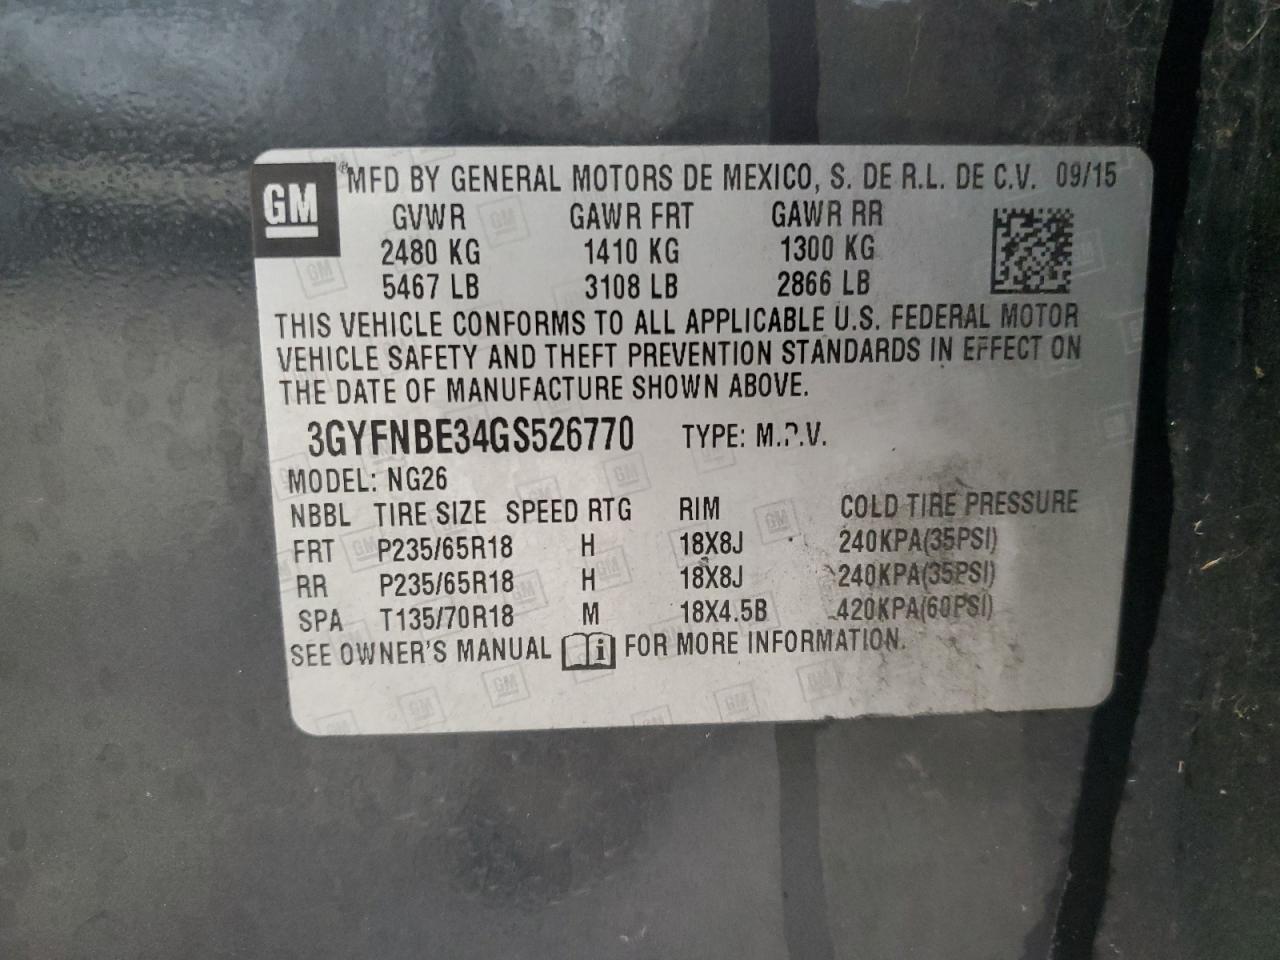 GM
®MFD BY GENERAL MOTORS DE MEXICO, S. DE R.L. DE C.V. 09/15
GVWR GAWR FRT GAWR RR
2480 KG 1410 KG 1300 KG
5467 LB 3108 LB 2866 LB
THIS VEHICLE CONFORMS TO ALL APPLICABLE U.S. FEDERAL MOTOR
VEHICLE SAFETY AND THEFT PREVENTION STANDARDS IN EFFECT ON
THE DATE OF MANUFACTURE SHOWN ABOVE.
3GYFNBE34GS526770 TYPE: M.P.V.
MODEL: NG26
NBBL TIRE SIZE SPEED RTG RIM COLD TIRE PRESSURE
FRT P235/65R18 H 18X8J 240KPA(35PSI)
RR P235/65R18 H 18X8J 240KPA(35PSI)
SPA T135/70R18 M 18X4.5B 420KPA(60PSI)
SEE OWNER'S MANUAL i FOR MORE INFORMATION.